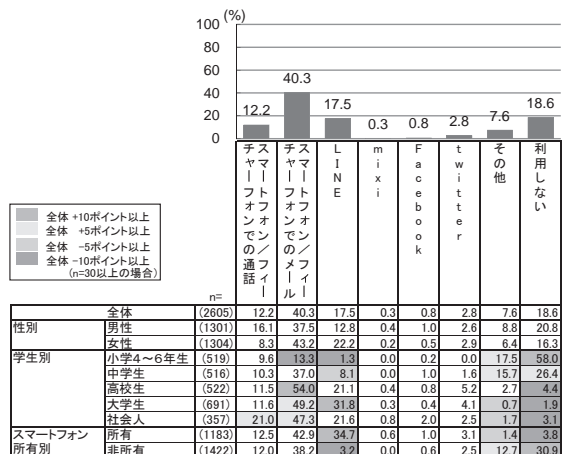 (%)
100
80
60
40
20
0
12.2
40.3
17.5
0.3
0.8
2.8
7.6
18.6
スマートフォン／フィーチャーフォンでの通話
スマートフォン／フィーチャーフォンでのメール
LINE
mixi
Facebook
twitter
その他
利用しない
全体 +10ポイント以上
全体 +5ポイント以上
全体 -5ポイント以上
全体 -10ポイント以上
(n=30以上の場合)
n=
全体 (2605) 12.2 40.3 17.5 0.3 0.8 2.8 7.6 18.6
性別 男性 (1301) 16.1 37.5 12.8 0.4 1.0 2.6 8.8 20.8
女性 (1304) 8.3 43.2 22.2 0.2 0.5 2.9 6.4 16.3
学生別 小学4～6年生 (519) 9.6 13.3 1.3 0.0 0.2 0.0 17.5 58.0
中学生 (516) 10.3 37.0 8.1 0.0 1.0 1.6 15.7 26.4
高校生 (522) 11.5 54.0 21.1 0.4 0.8 5.2 2.7 4.4
大学生 (691) 11.6 49.2 31.8 0.3 0.4 4.1 0.7 1.9
社会人 (357) 21.0 47.3 21.6 0.8 2.0 2.5 1.7 3.1
スマートフォン所有別 所有 (1183) 12.5 42.9 34.7 0.6 1.0 3.1 1.4 3.8
非所有 (1422) 12.0 38.2 3.2 0.0 0.6 2.5 12.7 30.9